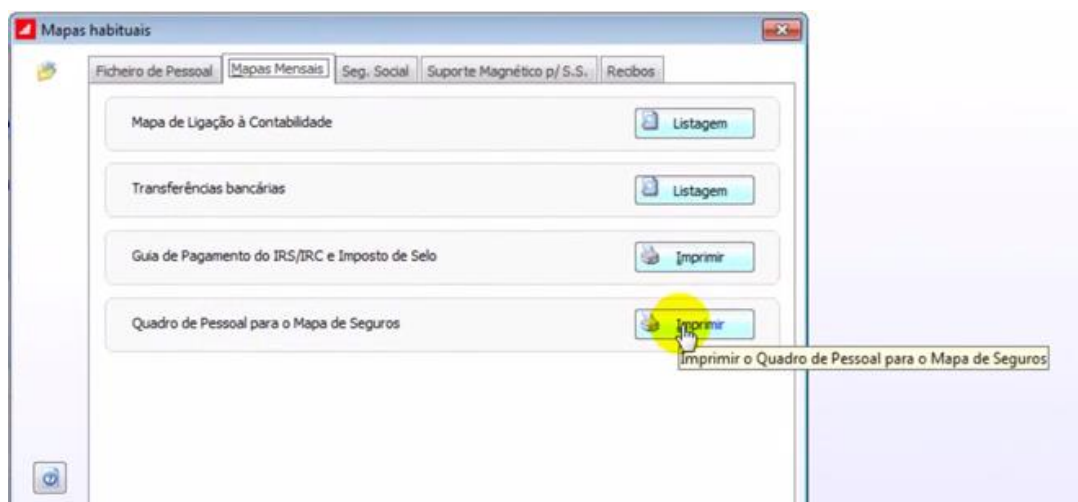 Mapas habituais
Ficheiro de Pessoal Mapas Mensais Seg. Social Suporte Magnético p/ S.S. Recibos
Mapa de Ligação à Contabilidade Listagem
Transferências bancárias Listagem
Guia de Pagamento do IRS/IRC e Imposto de Selo Imprimir
Quadro de Pessoal para o Mapa de Seguros Imprimir
Imprimir o Quadro de Pessoal para o Mapa de Seguros